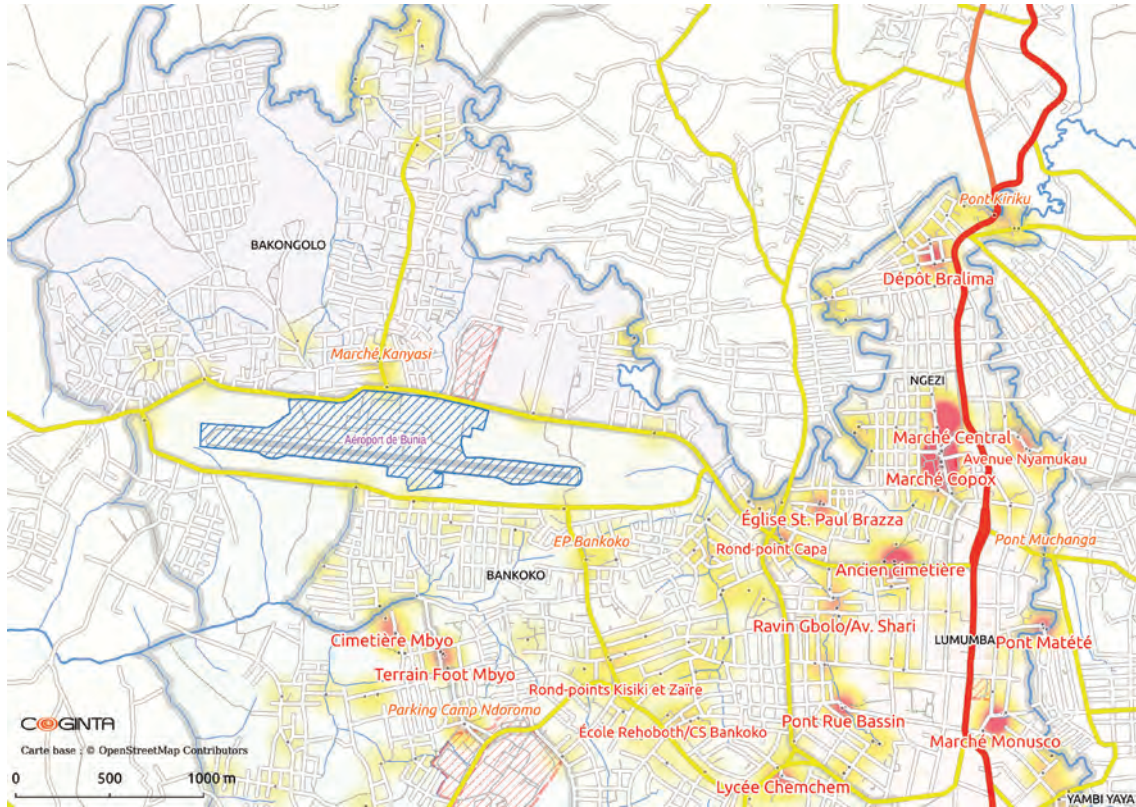 Pont Kiriku
BAKONGOLO
Dépôt Bralima
Marché Kanyasi
NGEZI
Aéroport de Bunia
Marché Central
Avenue Nyamukau
Marché Copox
Église St. Paul Brazza
EP Bankoko
Rond-point Capa
Pont Muchanga
BANKOKO
Ancien cimetière
Ravin Gbolo/Av. Shari
Cimetière Mbyo
LUMUMBA
Pont Matété
Terrain Foot Mbyo
Rond-points Kisiki et Zaïre
Parking Camp Ndoroma
Pont Rue Bassin
COGINTA
École Rehoboth/CS Bankoko
Marché Monusco
Carte base : © OpenStreetMap Contributors
0 500 1000 m
Lycée Chemchem
YAMBI YAYA